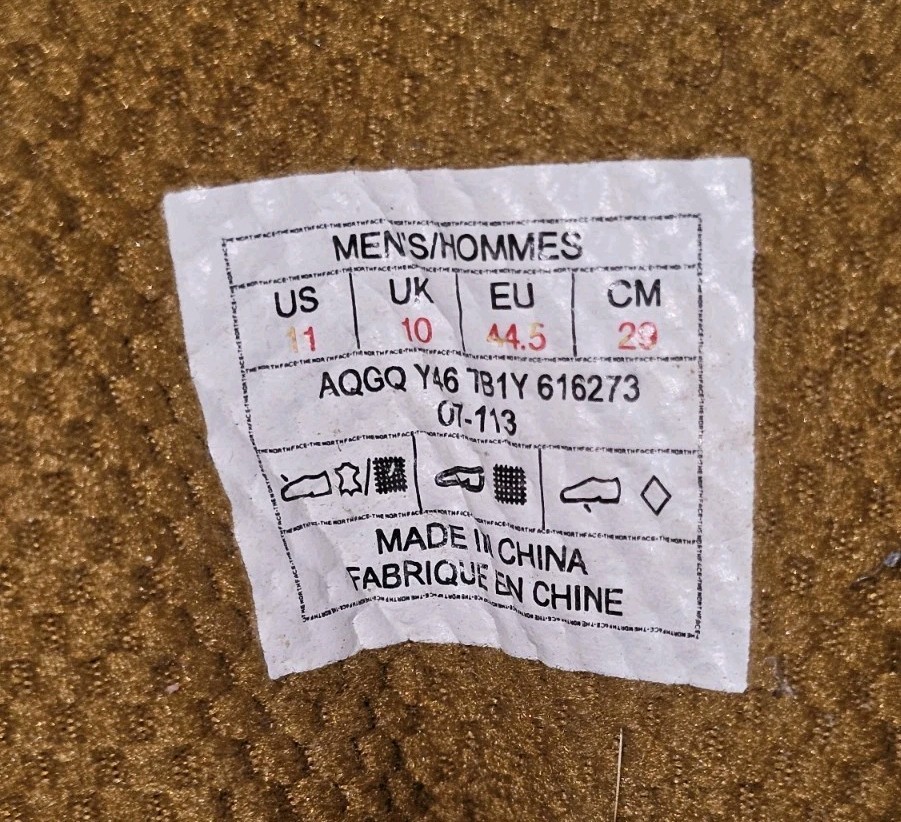 MEN'S/HOMMES
US UK EU CM
11 10 44.5 29
AQGQ Y46 7B1Y 616273
07-113
MADE IN CHINA
FABRIQUE EN CHINE